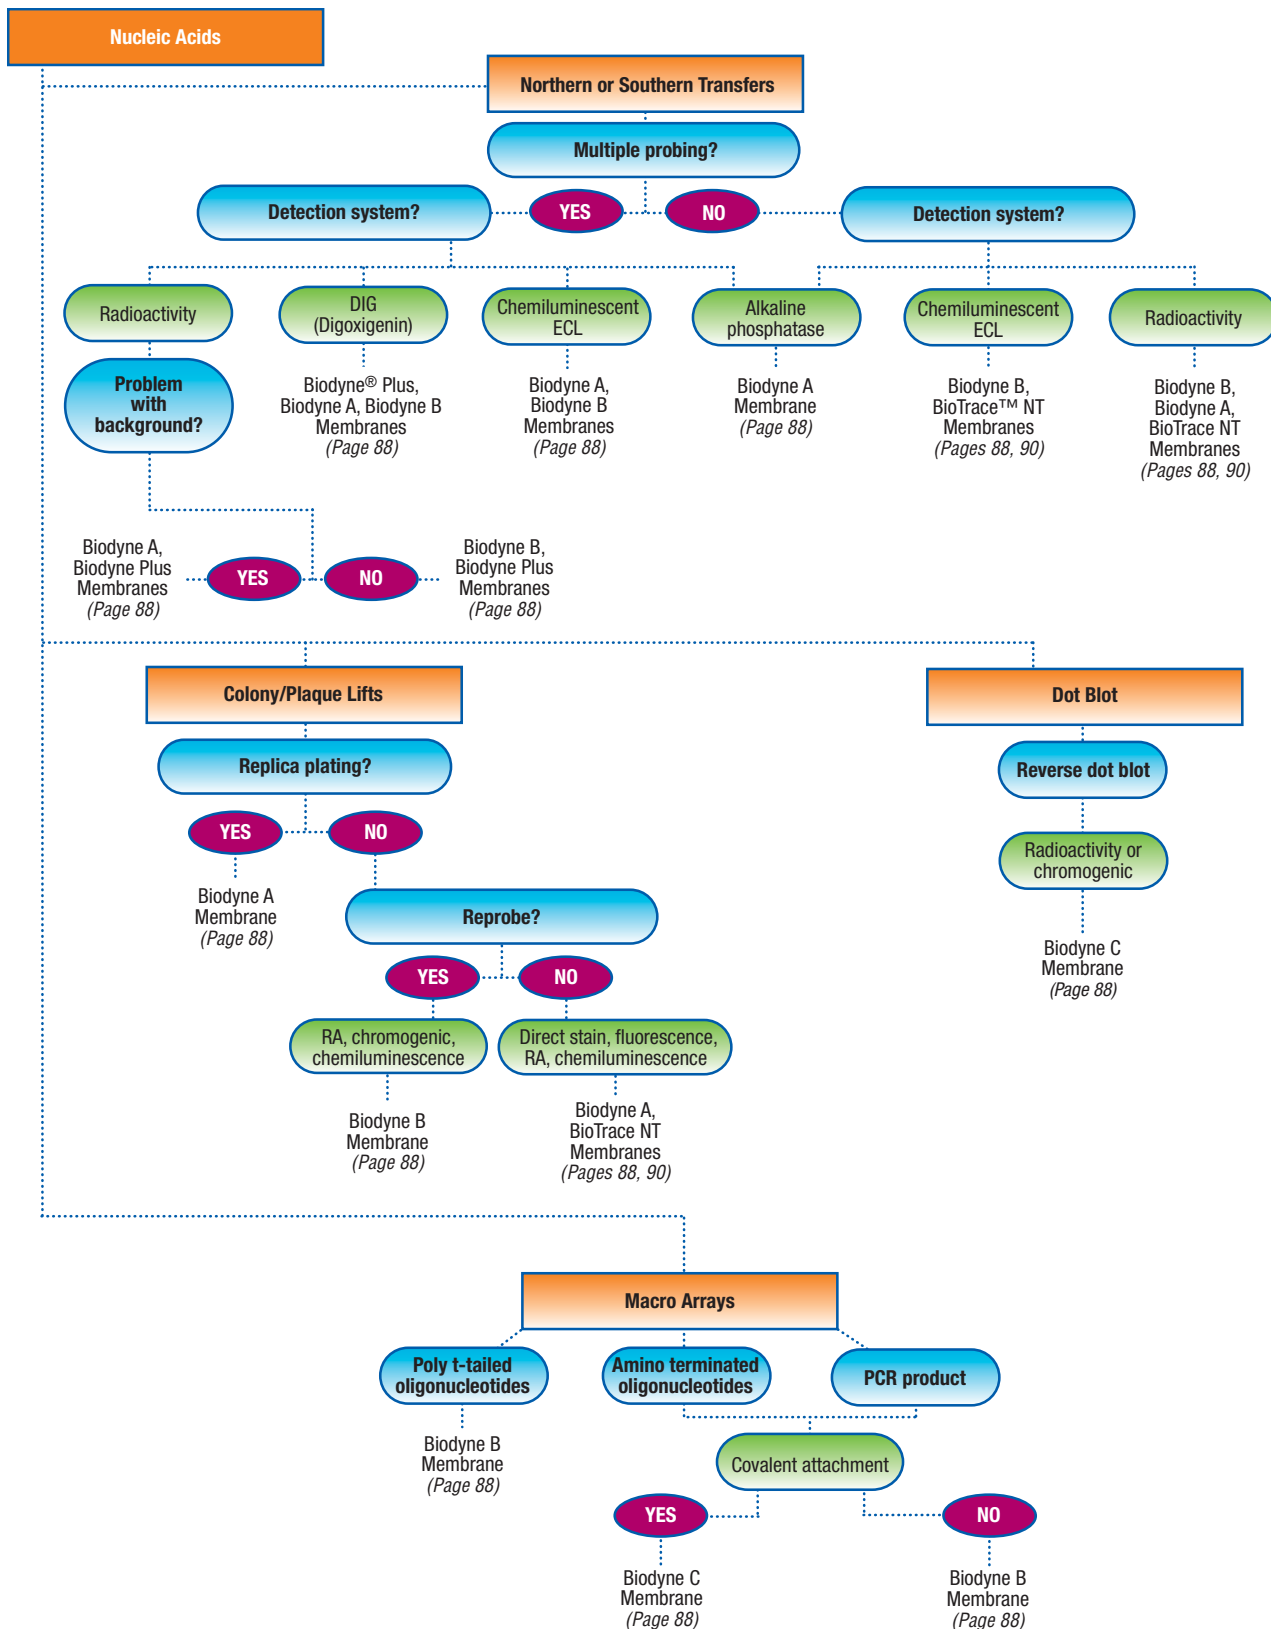 Nucleic Acids
Northern or Southern Transfers
Multiple probing?
Detection system?
YES
NO
Detection system?
Radioactivity
DIG
(Digoxigenin)
Chemiluminescent
ECL
Alkaline
phosphatase
Chemiluminescent
ECL
Radioactivity
Problem
with
background?
Biodyne® Plus,
Biodyne A, Biodyne B
Membranes
(Page 88)
Biodyne A,
Biodyne B
Membranes
(Page 88)
Biodyne A
Membrane
(Page 88)
Biodyne B,
BioTrace™ NT
Membranes
(Pages 88, 90)
Biodyne B,
Biodyne A,
BioTrace NT
Membranes
(Pages 88, 90)
Biodyne A,
Biodyne Plus
Membranes
(Page 88)
YES
NO
Biodyne B,
Biodyne Plus
Membranes
(Page 88)
Colony/Plaque Lifts
Replica plating?
YES
NO
Biodyne A
Membrane
(Page 88)
Reprobe?
YES
NO
RA, chromogenic,
chemiluminescence
Direct stain, fluorescence,
RA, chemiluminescence
Biodyne B
Membrane
(Page 88)
Biodyne A,
BioTrace NT
Membranes
(Pages 88, 90)
Dot Blot
Reverse dot blot
Radioactivity or
chromogenic
Biodyne C
Membrane
(Page 88)
Macro Arrays
Poly t-tailed
oligonucleotides
Amino terminated
oligonucleotides
PCR product
Biodyne B
Membrane
(Page 88)
Covalent attachment
YES
NO
Biodyne C
Membrane
(Page 88)
Biodyne B
Membrane
(Page 88)